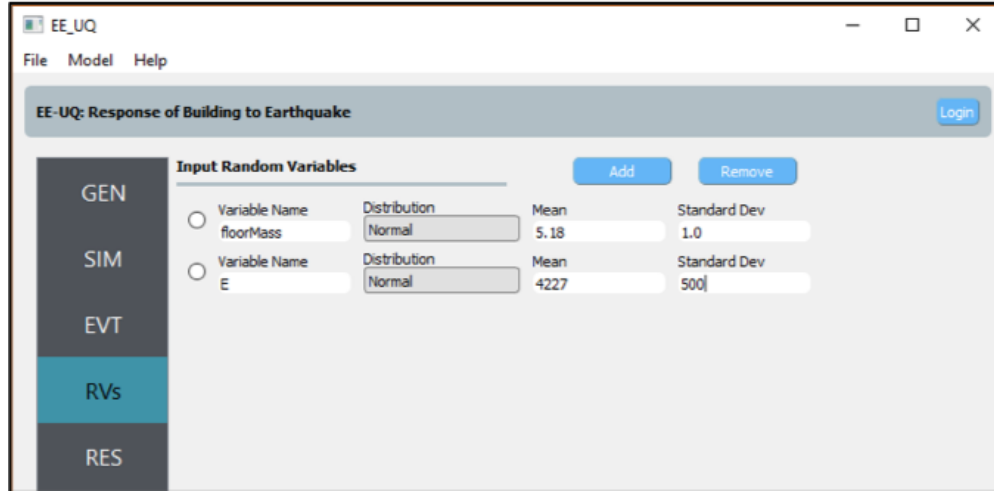 EE_UQ
File Model Help
EE-UQ: Response of Building to Earthquake Login
GEN
SIM
EVT
RVs
RES
Input Random Variables Add Remove
Variable Name Distribution Mean Standard Dev
floorMass Normal 5.18 1.0
Variable Name Distribution Mean Standard Dev
E Normal 4227 500